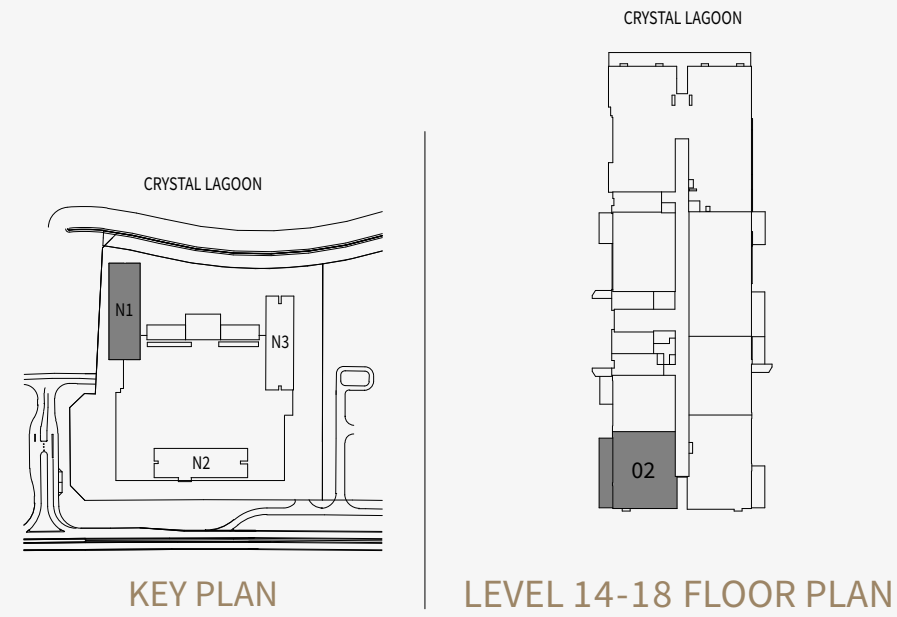 CRYSTAL LAGOON
N1
N3
N2
KEY PLAN
CRYSTAL LAGOON
02
LEVEL 14-18 FLOOR PLAN